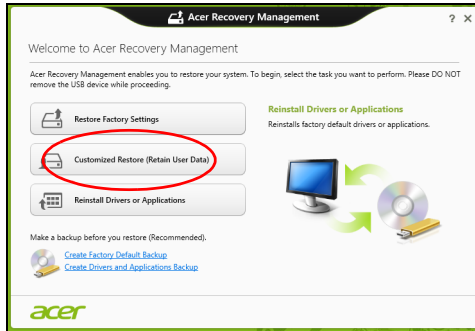 Acer Recovery Management
? X
Welcome to Acer Recovery Management
Acer Recovery Management enables you to restore your system. To begin, select the task you want to perform. Please DO NOT
remove the USB device while proceeding.
Restore Factory Settings
Customized Restore (Retain User Data)
Reinstall Drivers or Applications
Reinstall Drivers or Applications
Reinstalls factory default drivers or applications.
Make a backup before you restore (Recommended).
Create Factory Default Backup
Create Drivers and Applications Backup
acer